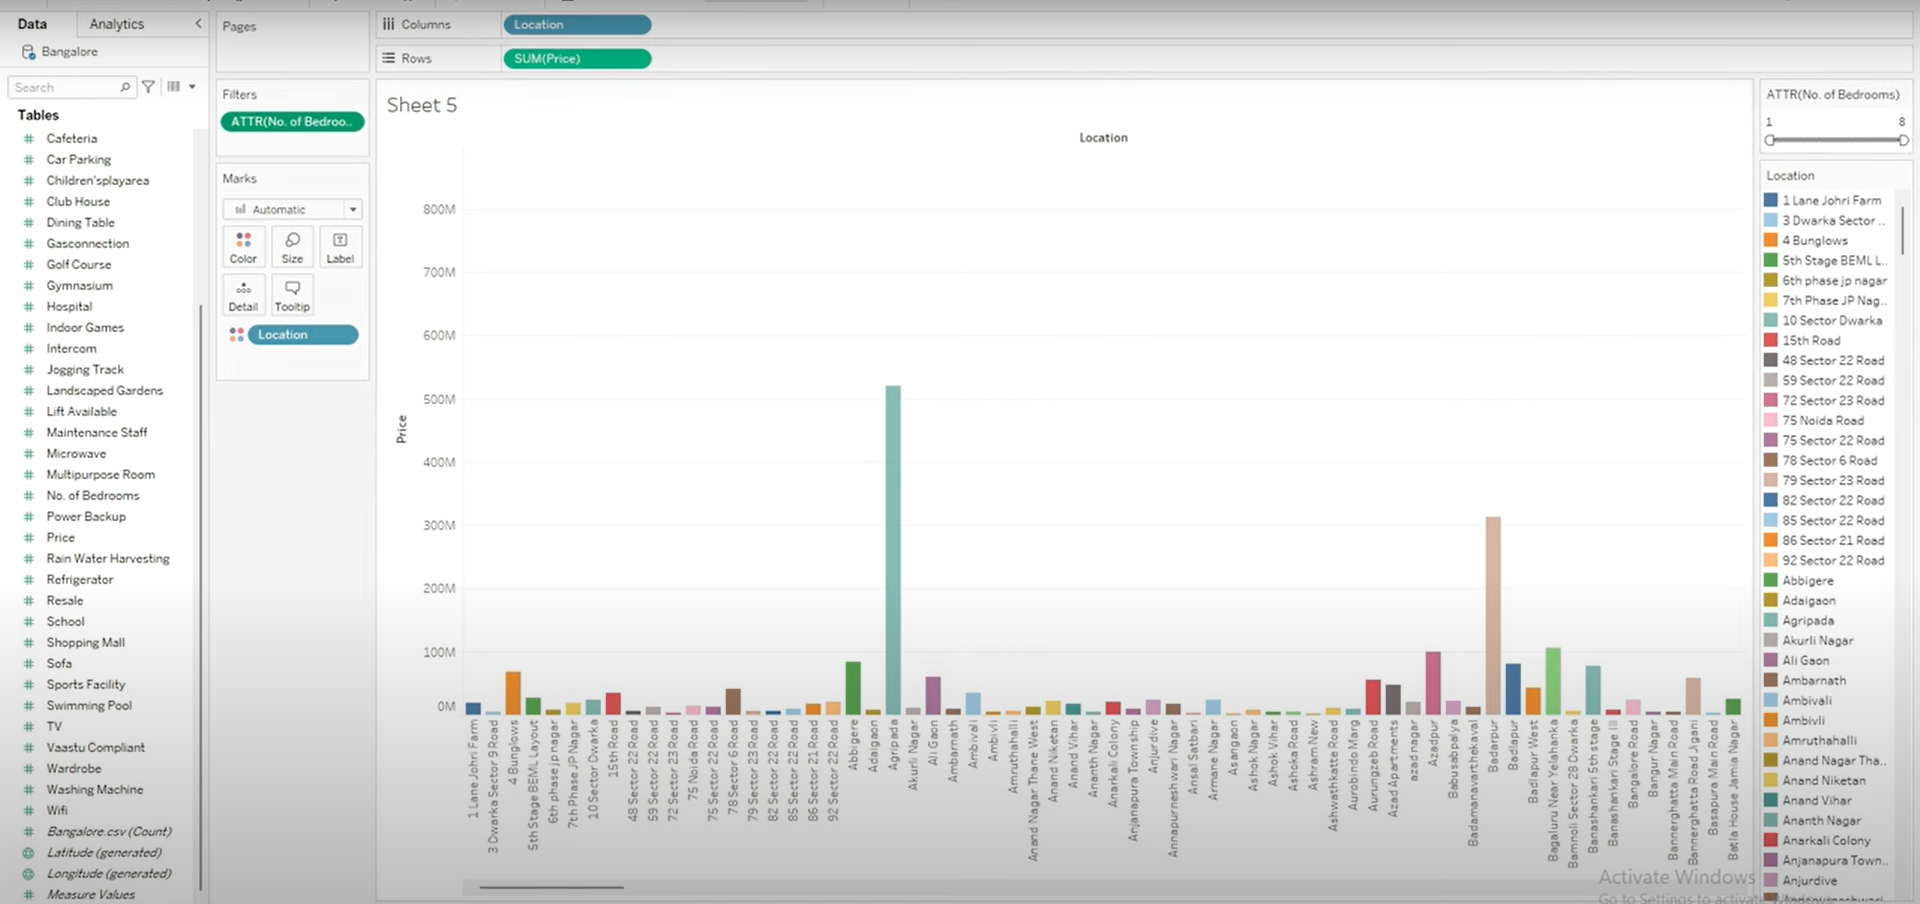 Data
Analytics
Bangalore
Search
Tables
Cafeteria
Car Parking
Children'splayarea
Club House
Dining Table
Gasconnection
Golf Course
Gymnasium
Hospital
Indoor Games
Intercom
Jogging Track
Landscaped Gardens
Lift Available
Maintenance Staff
Microwave
Multipurpose Room
No. of Bedrooms
Power Backup
Price
Rain Water Harvesting
Refrigerator
Resale
School
Shopping Mall
Sofa
Sports Facility
Swimming Pool
TV
Vaastu Compliant
Wardrobe
Washing Machine
Wifi
Bangalore.csv (Count)
Latitude (generated)
Longitude (generated)
Measure Values
Pages
Filters
ATTR(No. of Bedroo..
Marks
Automatic
Color
Size
Label
Detail
Tooltip
Location
Columns
Location
Rows
SUM(Price)
Sheet 5
Location
Price
800M
700M
600M
500M
400M
300M
200M
100M
0M
1 Lane Johri Farm
3 Dwarka Sector 9 Road
4 Bunglows
5th Stage BEML Layout
6th phase jp nagar
7th Phase JP Nagar
10 Sector Dwarka
15th Road
48 Sector 22 Road
59 Sector 22 Road
72 Sector 23 Road
75 Noida Road
75 Sector 22 Road
78 Sector 6 Road
79 Sector 23 Road
82 Sector 22 Road
85 Sector 22 Road
86 Sector 21 Road
92 Sector 22 Road
Abbigere
Adaigaon
Agripada
Akurli Nagar
Ali Gaon
Ambarnath
Ambivali
Ambivli
Amruthahalli
Anand Nagar Thane West
Anand Niketan
Anand Vihar
Ananth Nagar
Anarkali Colony
Anjanapura Township
Anjurdive
Annapurneshwari Nagar
Ansal Satbari
Armane Nagar
Asangaon
Ashok Nagar
Ashok Vihar
Ashoka Road
Ashram New
Ashwathkatte Road
Aurobindo Marg
Aurungzeb Road
Azad Apartments
azad nagar
Azadpur
Babusabpalya
Badamanavarthekaval
Badarpur
Badlapur
Badlapur West
Bagaluru Near Yelahanka
Bamnoli Sector 28 Dwarka
Banashankari 5th stage
Banashankari Stage III
Bangalore Road
Bangur Nagar
Bannerghatta Main Road
Bannerghatta Road Jigani
Basapura Main Road
Batla House Jamia Nagar
ATTR(No. of Bedrooms)
1 8
Location
1 Lane Johri Farm
3 Dwarka Sector ..
4 Bunglows
5th Stage BEML L..
6th phase jp nagar
7th Phase JP Nag..
10 Sector Dwarka
15th Road
48 Sector 22 Road
59 Sector 22 Road
72 Sector 23 Road
75 Noida Road
75 Sector 22 Road
78 Sector 6 Road
79 Sector 23 Road
82 Sector 22 Road
85 Sector 22 Road
86 Sector 21 Road
92 Sector 22 Road
Abbigere
Adaigaon
Agripada
Akurli Nagar
Ali Gaon
Ambarnath
Ambivali
Ambivli
Amruthahalli
Anand Nagar Tha..
Anand Niketan
Anand Vihar
Ananth Nagar
Anarkali Colony
Anjanapura Town..
Anjurdive
Activate Windows
Go to Settings to activate